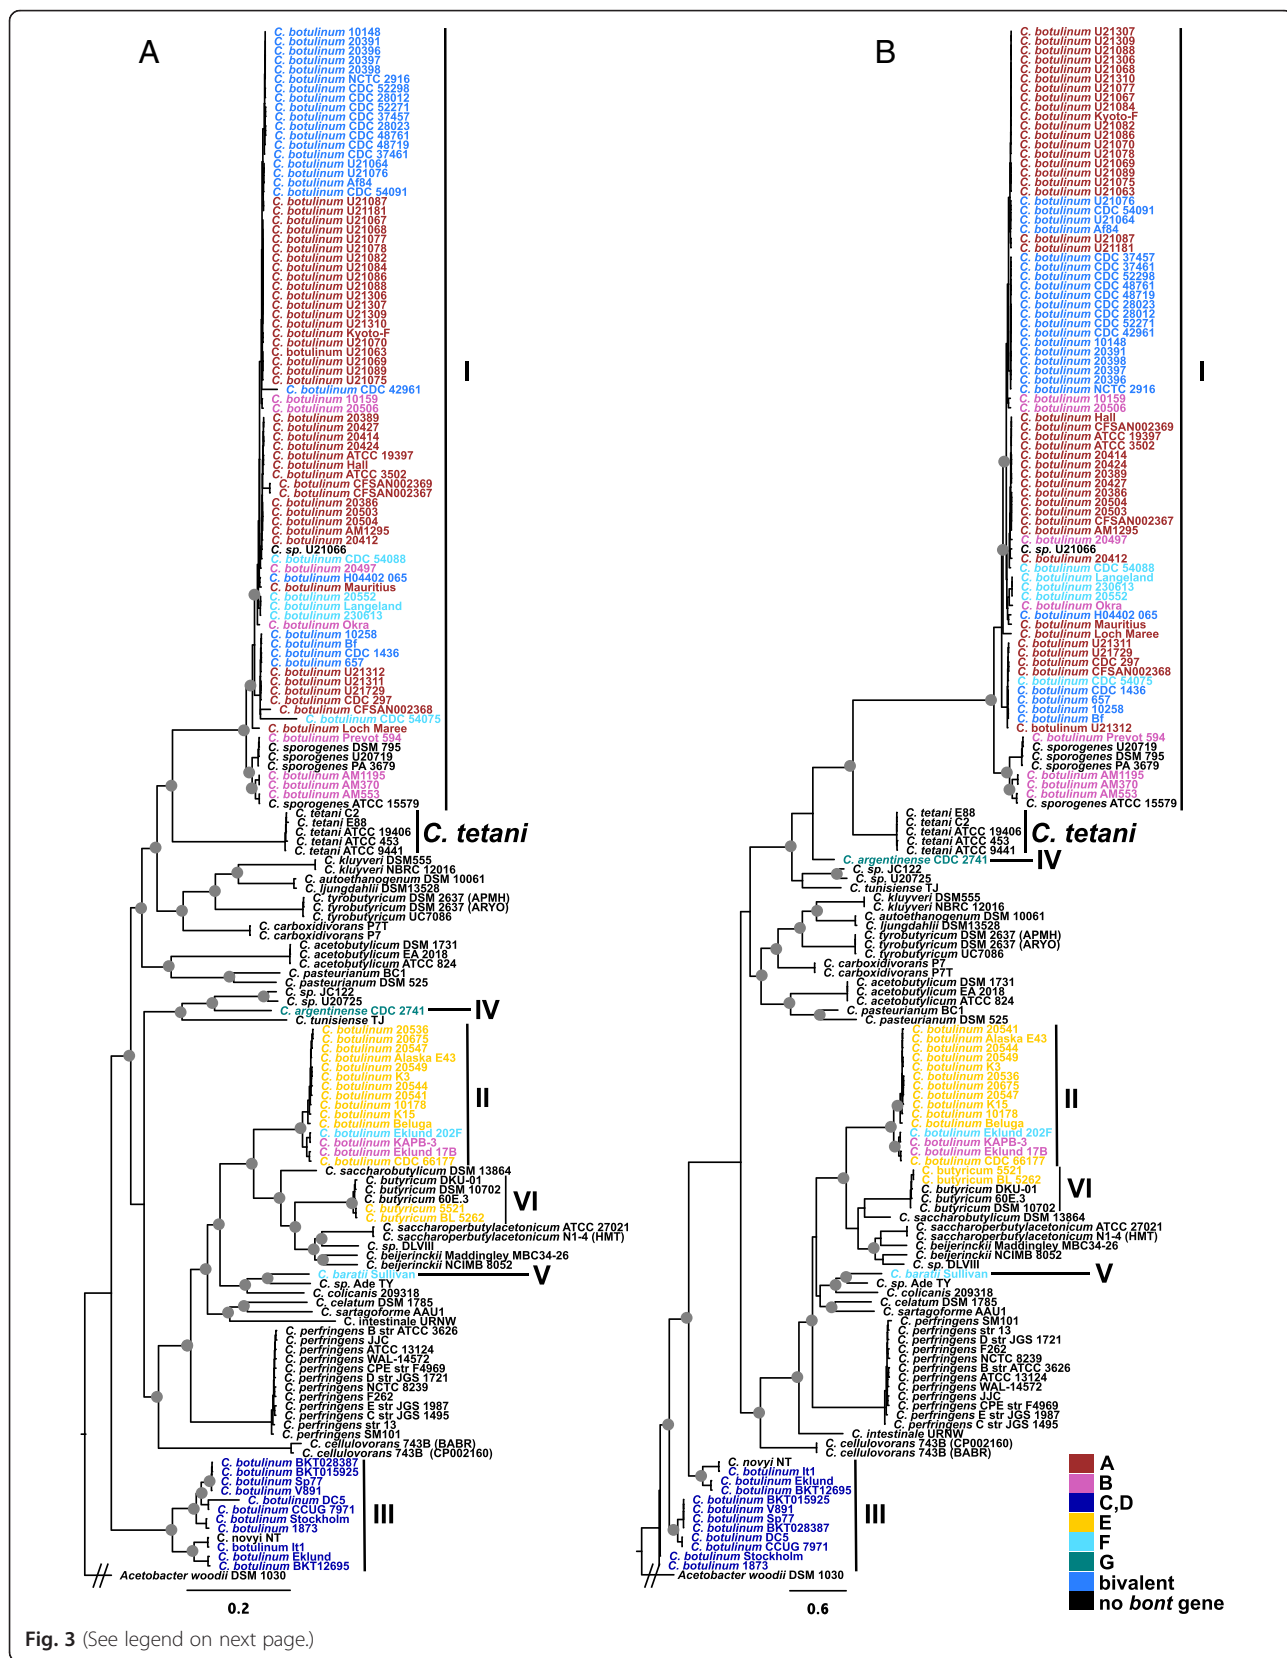 A
C. botulinum 10148
C. botulinum 20391
C. botulinum 20396
C. botulinum 20397
C. botulinum 20398
C. botulinum NCTC 2916
C. botulinum CDC 52298
C. botulinum CDC 28012
C. botulinum CDC 52271
C. botulinum CDC 37457
C. botulinum CDC 28023
C. botulinum CDC 48761
C. botulinum CDC 48719
C. botulinum CDC 37461
C. botulinum U21064
C. botulinum U21076
C. botulinum Af84
C. botulinum CDC 54091
C. botulinum U21087
C. botulinum U21181
C. botulinum U21067
C. botulinum U21068
C. botulinum U21077
C. botulinum U21078
C. botulinum U21082
C. botulinum U21084
C. botulinum U21086
C. botulinum U21088
C. botulinum U21306
C. botulinum U21307
C. botulinum U21309
C. botulinum U21310
C. botulinum Kyoto-F
C. botulinum U21070
C. botulinum U21063
C. botulinum U21069
C. botulinum U21089
C. botulinum U21075
C. botulinum CDC 42961
C. botulinum 10159
C. botulinum 20506
C. botulinum 20389
C. botulinum 20427
C. botulinum 20414
C. botulinum 20424
C. botulinum ATCC 19397
C. botulinum Hall
C. botulinum ATCC 3502
C. botulinum CFSAN002369
C. botulinum CFSAN002367
C. botulinum 20386
C. botulinum 20503
C. botulinum 20504
C. botulinum AM1295
C. botulinum 20412
C. sp. U21066
C. botulinum CDC 54088
C. botulinum 20497
C. botulinum H04402 065
C. botulinum Mauritius
C. botulinum 20552
C. botulinum Langeland
C. botulinum 230613
C. botulinum Okra
C. botulinum 10258
C. botulinum Bf
C. botulinum CDC 1436
C. botulinum 657
C. botulinum U21312
C. botulinum U21311
C. botulinum U21729
C. botulinum CDC 297
C. botulinum CFSAN002368
C. botulinum CDC 54075
C. botulinum Loch Maree
C. botulinum Prevot 594
C. sporogenes DSM 795
C. sporogenes U20719
C. sporogenes PA 3679
C. botulinum AM1195
C. botulinum AM370
C. botulinum AM553
C. sporogenes ATCC 15579
I
C. tetani C2
C. tetani E88
C. tetani ATCC 19406
C. tetani ATCC 453
C. tetani ATCC 9441
C. tetani
C. kluyveri DSM555
C. kluyveri NBRC 12016
C. autoethanogenum DSM 10061
C. ljungdahlii DSM13528
C. tyrobutyricum DSM 2637 (APMH)
C. tyrobutyricum DSM 2637 (ARYO)
C. tyrobutyricum UC7086
C. carboxidivorans P7T
C. carboxidivorans P7
C. acetobutylicum DSM 1731
C. acetobutylicum EA 2018
C. acetobutylicum ATCC 824
C. pasteurianum BC1
C. pasteurianum DSM 525
C. sp. JC122
C. sp. U20725
C. argentinense CDC 2741
IV
C. tunisiense TJ
C. botulinum 20536
C. botulinum 20675
C. botulinum 20547
C. botulinum Alaska E43
C. botulinum 20549
C. botulinum K3
C. botulinum 20544
C. botulinum 20541
C. botulinum 10178
C. botulinum K15
C. botulinum Beluga
C. botulinum Eklund 202F
C. botulinum KAPB-3
C. botulinum Eklund 17B
C. botulinum CDC 66177
II
C. saccharobutylicum DSM 13864
C. butyricum DKU-01
C. butyricum DSM 10702
C. butyricum 60E.3
C. butyricum 5521
C. butyricum BL 5262
VI
C. saccharoperbutylacetonicum ATCC 27021
C. saccharoperbutylacetonicum N1-4 (HMT)
C. sp. DLVIII
C. beijerinckii Maddingley MBC34-26
C. beijerinckii NCIMB 8052
C. baratii Sullivan
V
C. sp. Ade TY
C. colicanis 209318
C. celatum DSM 1785
C. sartagoforme AAU1
C. intestinale URNW
C. perfringens B str ATCC 3626
C. perfringens JJC
C. perfringens ATCC 13124
C. perfringens WAL-14572
C. perfringens CPE str F4969
C. perfringens D str JGS 1721
C. perfringens NCTC 8239
C. perfringens F262
C. perfringens E str JGS 1987
C. perfringens C str JGS 1495
C. perfringens str 13
C. perfringens SM101
C. cellulovorans 743B (BABR)
C. cellulovorans 743B (CP002160)
C. botulinum BKT028387
C. botulinum BKT015925
C. botulinum Sp77
C. botulinum V891
C. botulinum DC5
C. botulinum CCUG 7971
C. botulinum Stockholm
C. botulinum 1873
C. novyi NT
C. botulinum It1
C. botulinum Eklund
C. botulinum BKT12695
III
Acetobacter woodii DSM 1030
0.2
B
C. botulinum U21307
C. botulinum U21309
C. botulinum U21088
C. botulinum U21306
C. botulinum U21068
C. botulinum U21310
C. botulinum U21077
C. botulinum U21067
C. botulinum U21084
C. botulinum Kyoto-F
C. botulinum U21082
C. botulinum U21086
C. botulinum U21070
C. botulinum U21078
C. botulinum U21069
C. botulinum U21089
C. botulinum U21075
C. botulinum U21063
C. botulinum U21076
C. botulinum CDC 54091
C. botulinum U21064
C. botulinum Af84
C. botulinum U21087
C. botulinum U21181
C. botulinum CDC 37457
C. botulinum CDC 37461
C. botulinum CDC 52298
C. botulinum CDC 48761
C. botulinum CDC 48719
C. botulinum CDC 28023
C. botulinum CDC 28012
C. botulinum CDC 52271
C. botulinum CDC 42961
C. botulinum 10148
C. botulinum 20391
C. botulinum 20398
C. botulinum 20397
C. botulinum 20396
C. botulinum NCTC 2916
C. botulinum 10159
C. botulinum 20506
C. botulinum Hall
C. botulinum CFSAN002369
C. botulinum ATCC 19397
C. botulinum ATCC 3502
C. botulinum 20414
C. botulinum 20424
C. botulinum 20389
C. botulinum 20427
C. botulinum 20386
C. botulinum 20504
C. botulinum 20503
C. botulinum CFSAN002367
C. botulinum AM1295
C. botulinum 20497
C. sp. U21066
C. botulinum 20412
C. botulinum CDC 54088
C. botulinum Langeland
C. botulinum 230613
C. botulinum 20552
C. botulinum Okra
C. botulinum H04402 065
C. botulinum Mauritius
C. botulinum Loch Maree
C. botulinum U21311
C. botulinum U21729
C. botulinum CDC 297
C. botulinum CFSAN002368
C. botulinum CDC 54075
C. botulinum CDC 1436
C. botulinum 657
C. botulinum 10258
C. botulinum Bf
C. botulinum U21312
C. botulinum Prevot 594
C. sporogenes U20719
C. sporogenes DSM 795
C. sporogenes PA 3679
C. botulinum AM1195
C. botulinum AM370
C. botulinum AM553
C. sporogenes ATCC 15579
I
C. tetani E88
C. tetani C2
C. tetani ATCC 19406
C. tetani ATCC 453
C. tetani ATCC 9441
C. tetani
C. argentinense CDC 2741
IV
C. sp. JC122
C. sp. U20725
C. tunisiense TJ
C. kluyveri DSM555
C. kluyveri NBRC 12016
C. autoethanogenum DSM 10061
C. ljungdahlii DSM13528
C. tyrobutyricum DSM 2637 (APMH)
C. tyrobutyricum DSM 2637 (ARYO)
C. tyrobutyricum UC7086
C. carboxidivorans P7
C. carboxidivorans P7T
C. acetobutylicum DSM 1731
C. acetobutylicum EA 2018
C. acetobutylicum ATCC 824
C. pasteurianum BC1
C. pasteurianum DSM 525
C. botulinum 20541
C. botulinum Alaska E43
C. botulinum 20544
C. botulinum 20549
C. botulinum K3
C. botulinum 20536
C. botulinum 20675
C. botulinum 20547
C. botulinum K15
C. botulinum 10178
C. botulinum Beluga
C. botulinum Eklund 202F
C. botulinum KAPB-3
C. botulinum Eklund 17B
C. botulinum CDC 66177
II
C. butyricum 5521
C. butyricum BL 5262
C. butyricum DKU-01
C. butyricum 60E.3
C. butyricum DSM 10702
VI
C. saccharobutylicum DSM 13864
C. saccharoperbutylacetonicum ATCC 27021
C. saccharoperbutylacetonicum N1-4 (HMT)
C. beijerinckii Maddingley MBC34-26
C. beijerinckii NCIMB 8052
C. sp. DLVIII
C. baratii Sullivan
V
C. sp. Ade TY
C. colicanis 209318
C. celatum DSM 1785
C. sartagoforme AAU1
C. perfringens SM101
C. perfringens str 13
C. perfringens D str JGS 1721
C. perfringens F262
C. perfringens NCTC 8239
C. perfringens B str ATCC 3626
C. perfringens ATCC 13124
C. perfringens WAL-14572
C. perfringens JJC
C. perfringens CPE str F4969
C. perfringens E str JGS 1987
C. perfringens C str JGS 1495
C. intestinale URNW
C. cellulovorans 743B (CP002160)
C. cellulovorans 743B (BABR)
C. novyi NT
C. botulinum It1
C. botulinum Eklund
C. botulinum BKT12695
C. botulinum BKT015925
C. botulinum V891
C. botulinum Sp77
C. botulinum BKT028387
C. botulinum DC5
C. botulinum CCUG 7971
C. botulinum Stockholm
C. botulinum 1873
III
Acetobacter woodii DSM 1030
0.6
A
B
C,D
E
F
G
bivalent
no bont gene
Fig. 3 (See legend on next page.)